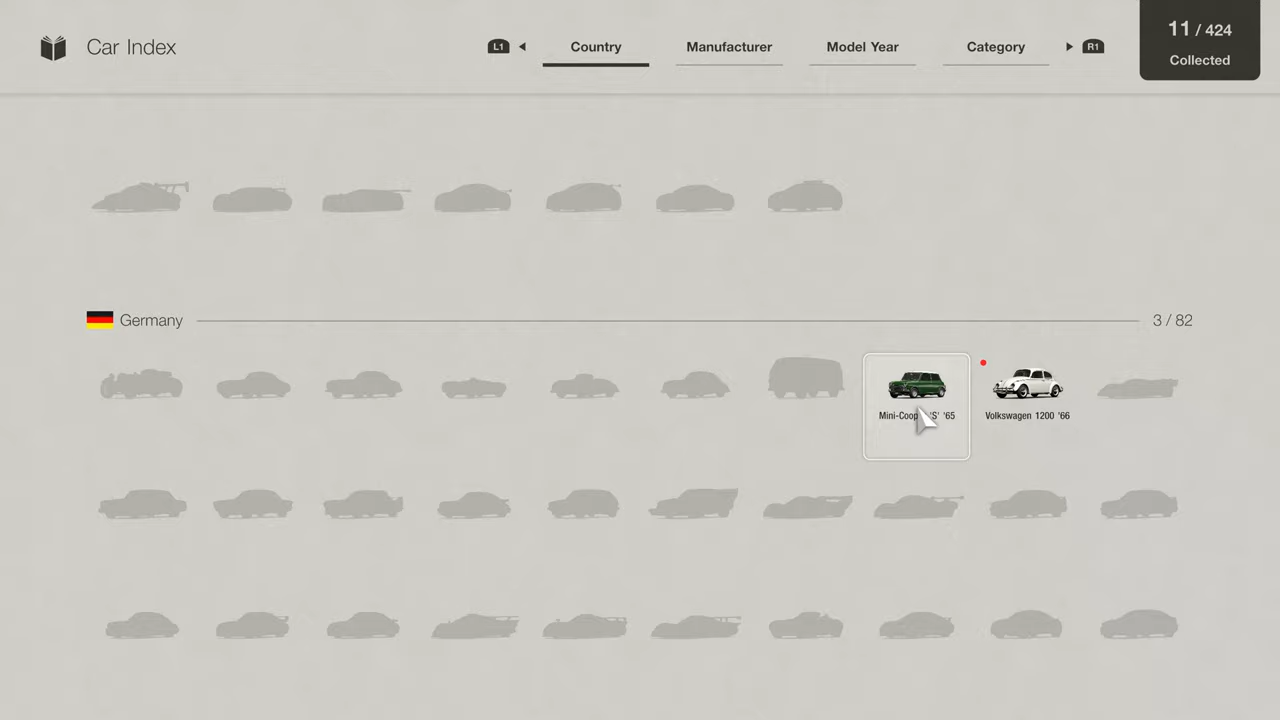 Car Index
L1
Country
Manufacturer
Model Year
Category
R1
11 / 424
Collected
Germany
3 / 82
'65
Volkswagen 1200 '66